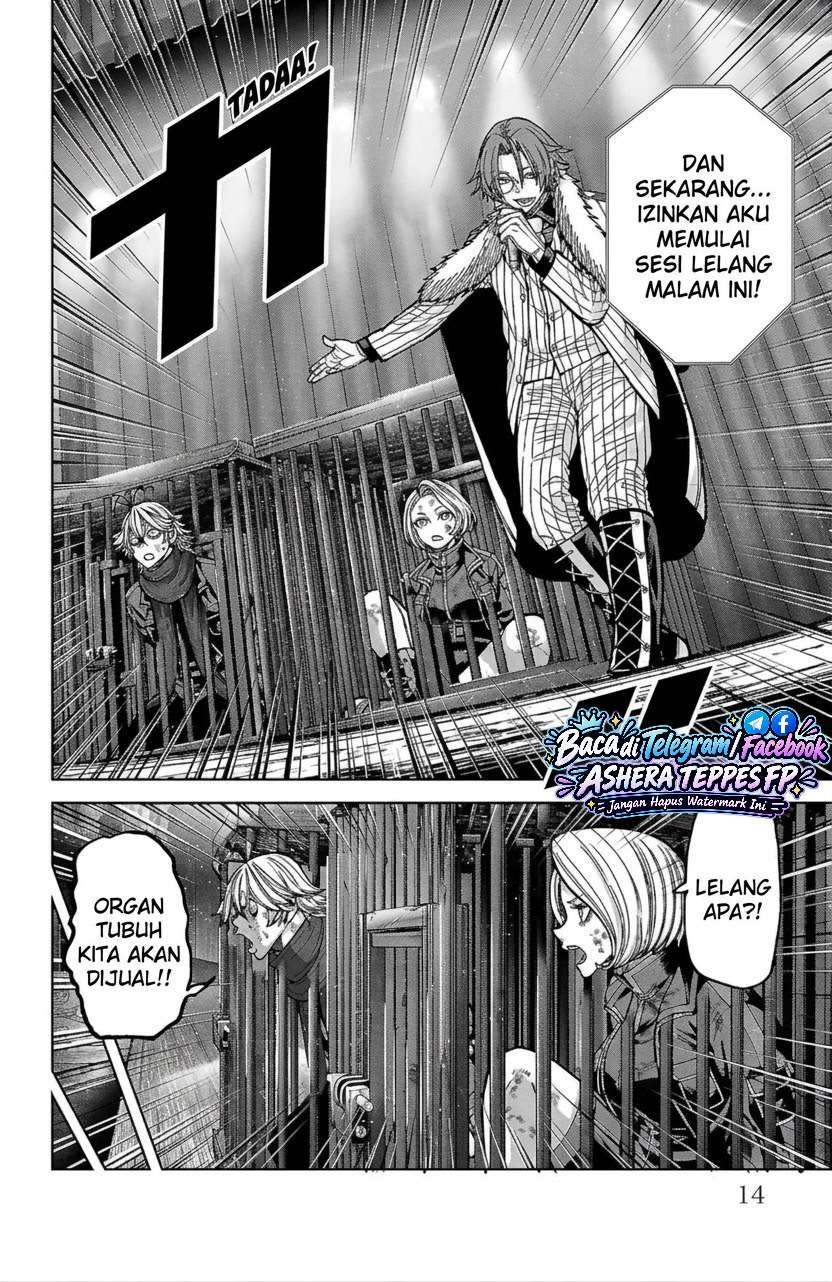 TADAA!
ガ
DAN
SEKARANG...
IZINKAN AKU
MEMULAI
SESI LELANG
MALAM INI!
Baca di Telegram/Facebook
ASHERA TEPPES FP
Jangan Hapus Watermark Ini
LELANG
APA?!
ORGAN
TUBUH
KITA AKAN
DIJUAL!!
14